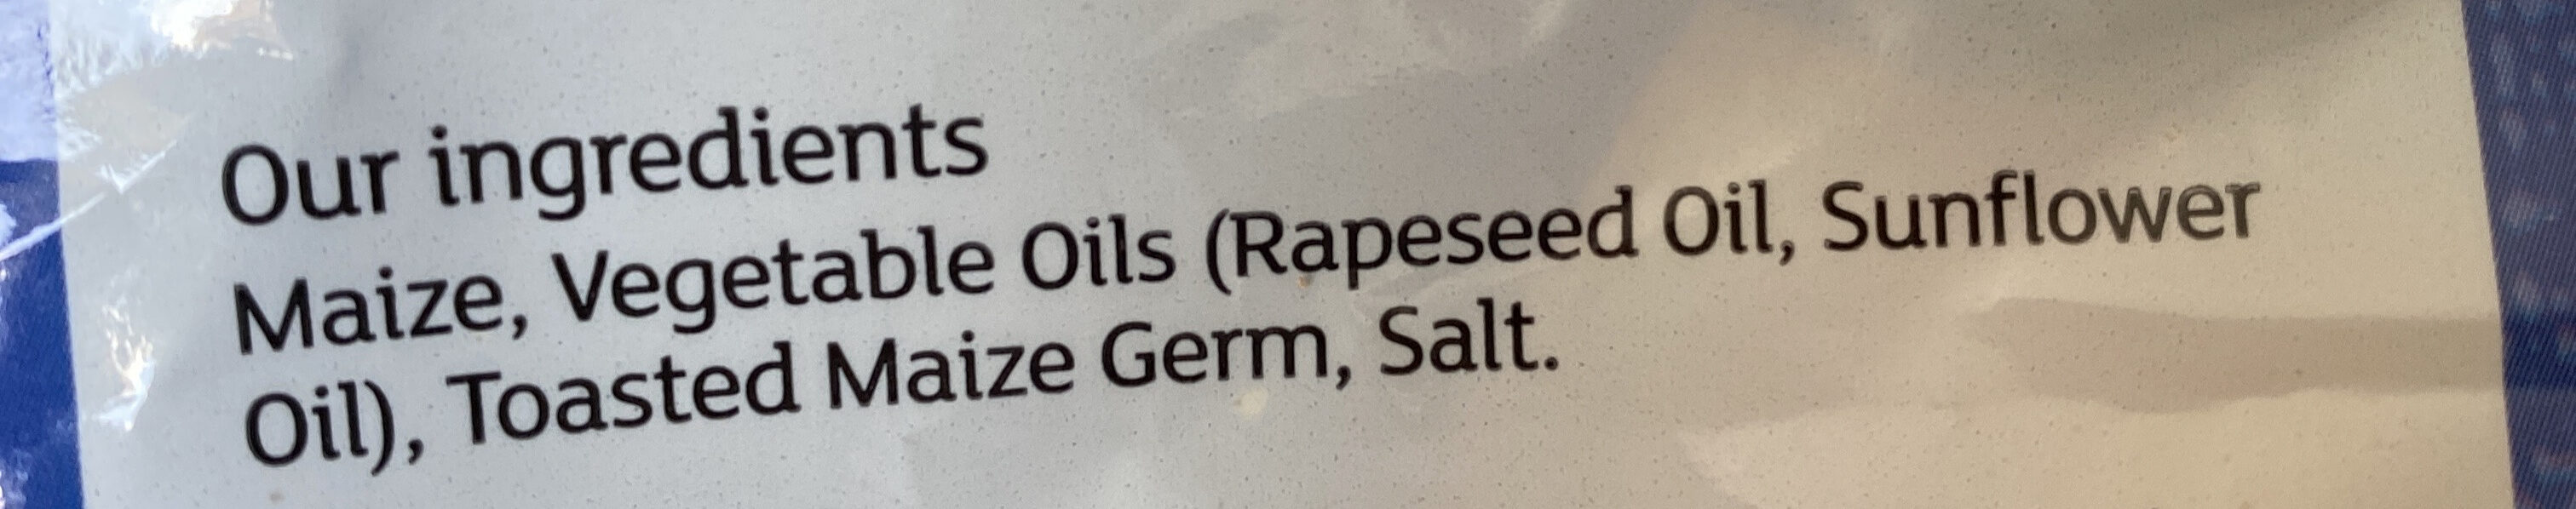 Our ingredients
Maize, Vegetable Oils (Rapeseed Oil, Sunflower
Oil), Toasted Maize Germ, Salt.